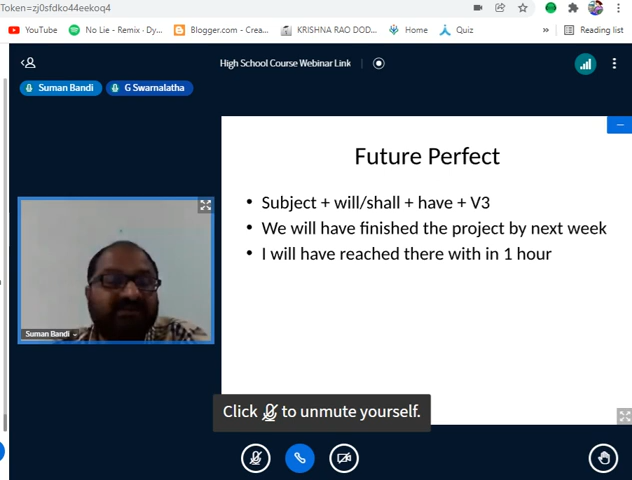 Token=zj0sfdko44eekoq4
YouTube No Lie - Remix · Dy... Blogger.com - Crea... KRISHNA RAO DOD... Home Quiz » Reading list
High School Course Webinar Link
Suman Bandi G Swarnalatha
Future Perfect
• Subject + will/shall + have + V3
• We will have finished the project by next week
• I will have reached there with in 1 hour
Suman Bandi
Click to unmute yourself.